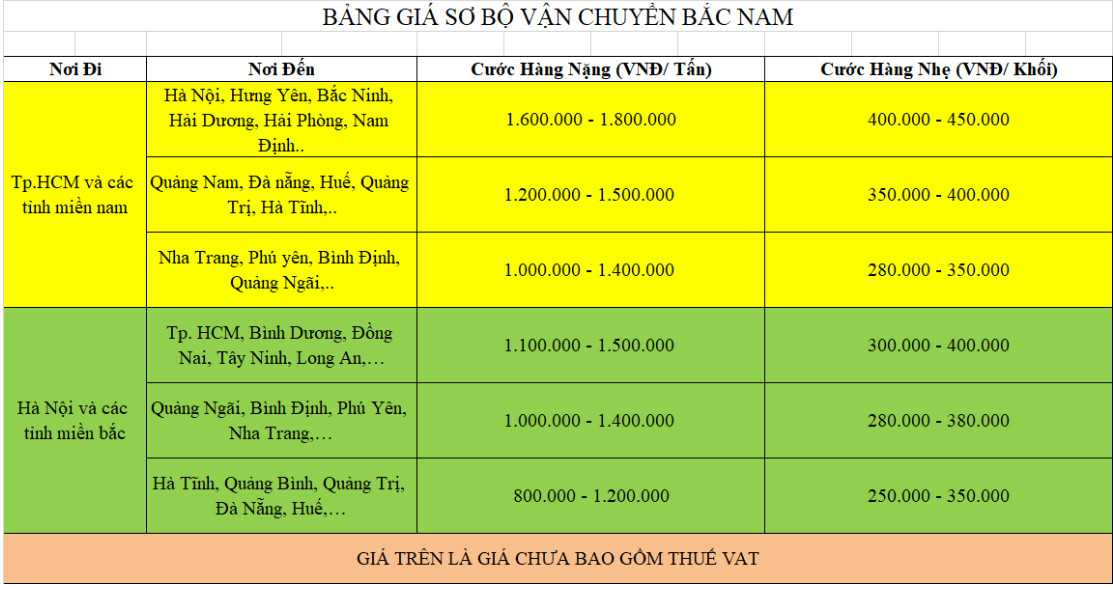 BẢNG GIÁ SƠ BỘ VẬN CHUYỂN BẮC NAM
Nơi Đi
Nơi Đến
Cước Hàng Nặng (VNĐ/ Tấn)
Cước Hàng Nhẹ (VNĐ/ Khối)
Tp.HCM và các
tỉnh miền nam
Hà Nội, Hưng Yên, Bắc Ninh,
Hải Dương, Hải Phòng, Nam
Định..
1.600.000 - 1.800.000
400.000 - 450.000
Quảng Nam, Đà nẵng, Huế, Quảng
Trị, Hà Tĩnh,..
1.200.000 - 1.500.000
350.000 - 400.000
Nha Trang, Phú yên, Bình Định,
Quảng Ngãi,..
1.000.000 - 1.400.000
280.000 - 350.000
Hà Nội và các
tỉnh miền bắc
Tp. HCM, Bình Dương, Đồng
Nai, Tây Ninh, Long An,…
1.100.000 - 1.500.000
300.000 - 400.000
Quảng Ngãi, Bình Định, Phú Yên,
Nha Trang,…
1.000.000 - 1.400.000
280.000 - 380.000
Hà Tĩnh, Quảng Bình, Quảng Trị,
Đà Nẵng, Huế,…
800.000 - 1.200.000
250.000 - 350.000
GIÁ TRÊN LÀ GIÁ CHƯA BAO GỒM THUẾ VAT